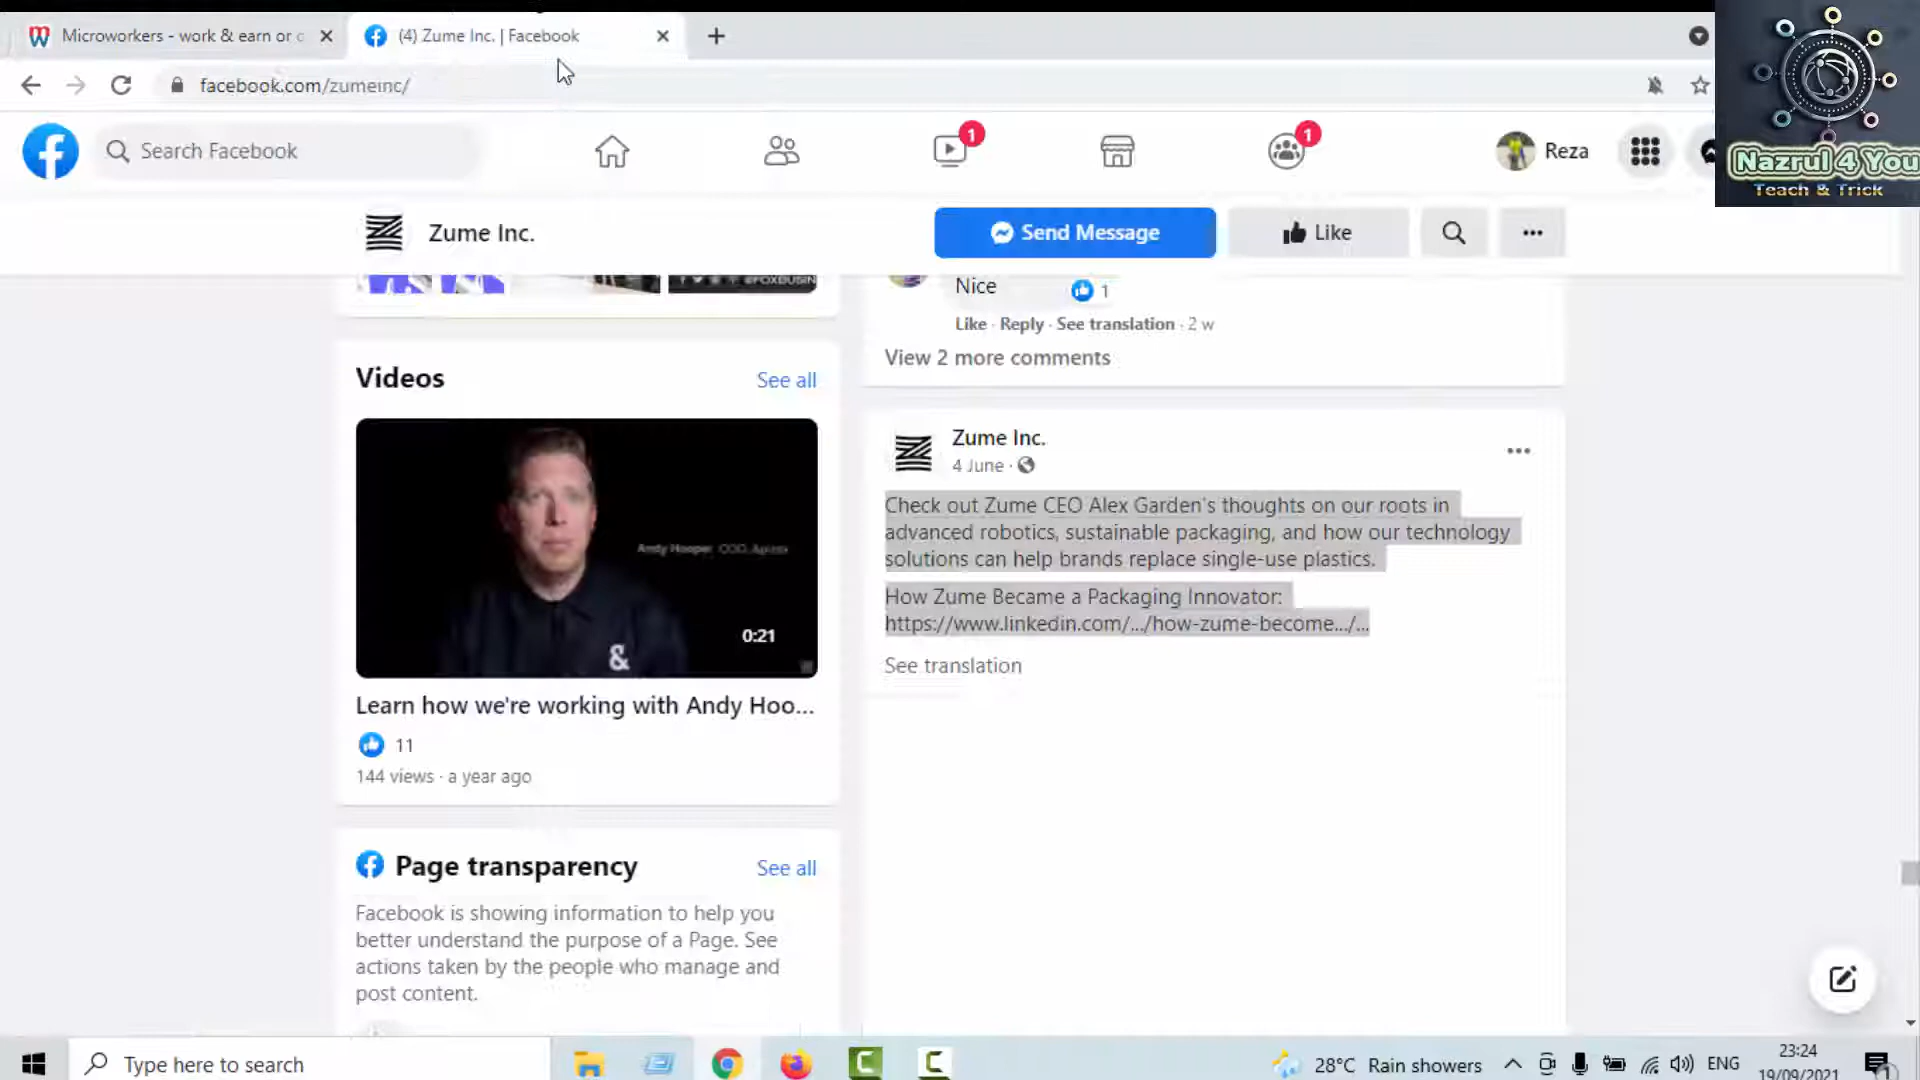 Microworkers - work & earn or c
(4) Zume Inc. | Facebook
facebook.com/zumeinc/
Search Facebook
1
1
Reza
Nazrul 4 You
Teach & Trick
Zume Inc.
Send Message
Like
Nice
1
Like · Reply · See translation · 2 w
View 2 more comments
Videos
See all
Andy Hooper
0:21
&
Learn how we're working with Andy Hoo...
11
144 views · a year ago
Zume Inc.
4 June ·
Check out Zume CEO Alex Garden's thoughts on our roots in
advanced robotics, sustainable packaging, and how our technology
solutions can help brands replace single-use plastics.
How Zume Became a Packaging Innovator:
https://www.linkedin.com/.../how-zume-become.../...
See translation
Page transparency
See all
Facebook is showing information to help you
better understand the purpose of a Page. See
actions taken by the people who manage and
post content.
Type here to search
28°C Rain showers
ENG
23:24
19/09/2021
1